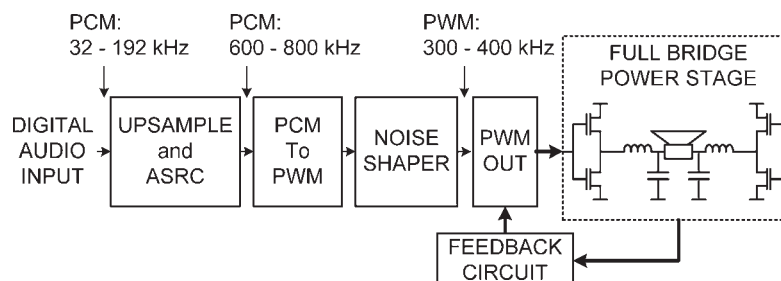 PCM:
32 - 192 kHz
PCM:
600 - 800 kHz
PWM:
300 - 400 kHz
FULL BRIDGE
POWER STAGE
DIGITAL
AUDIO
INPUT
UPSAMPLE
and
ASRC
PCM
To
PWM
NOISE
SHAPER
PWM
OUT
FEEDBACK
CIRCUIT